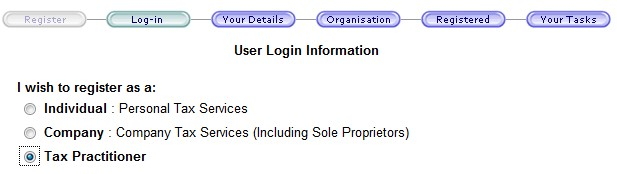 Register Log-in Your Details Organisation Registered Your Tasks
User Login Information
I wish to register as a:
Individual : Personal Tax Services
Company : Company Tax Services (Including Sole Proprietors)
Tax Practitioner